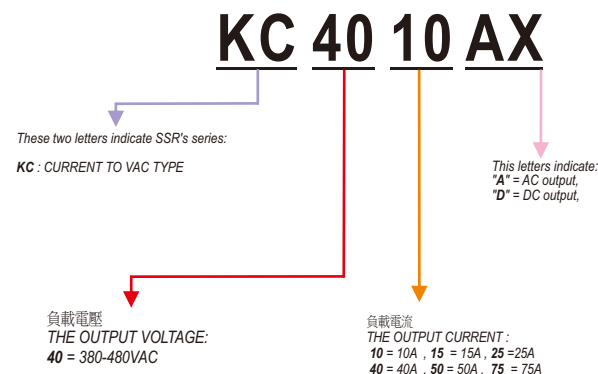 KC 40 10 AX
These two letters indicate SSR's series:
KC : CURRENT TO VAC TYPE
This letters indicate:
"A" = AC output,
"D" = DC output,
負載電壓
THE OUTPUT VOLTAGE:
40 = 380-480VAC
負載電流
THE OUTPUT CURRENT :
10 = 10A , 15 = 15A , 25 =25A
40 = 40A , 50 = 50A , 75 = 75A